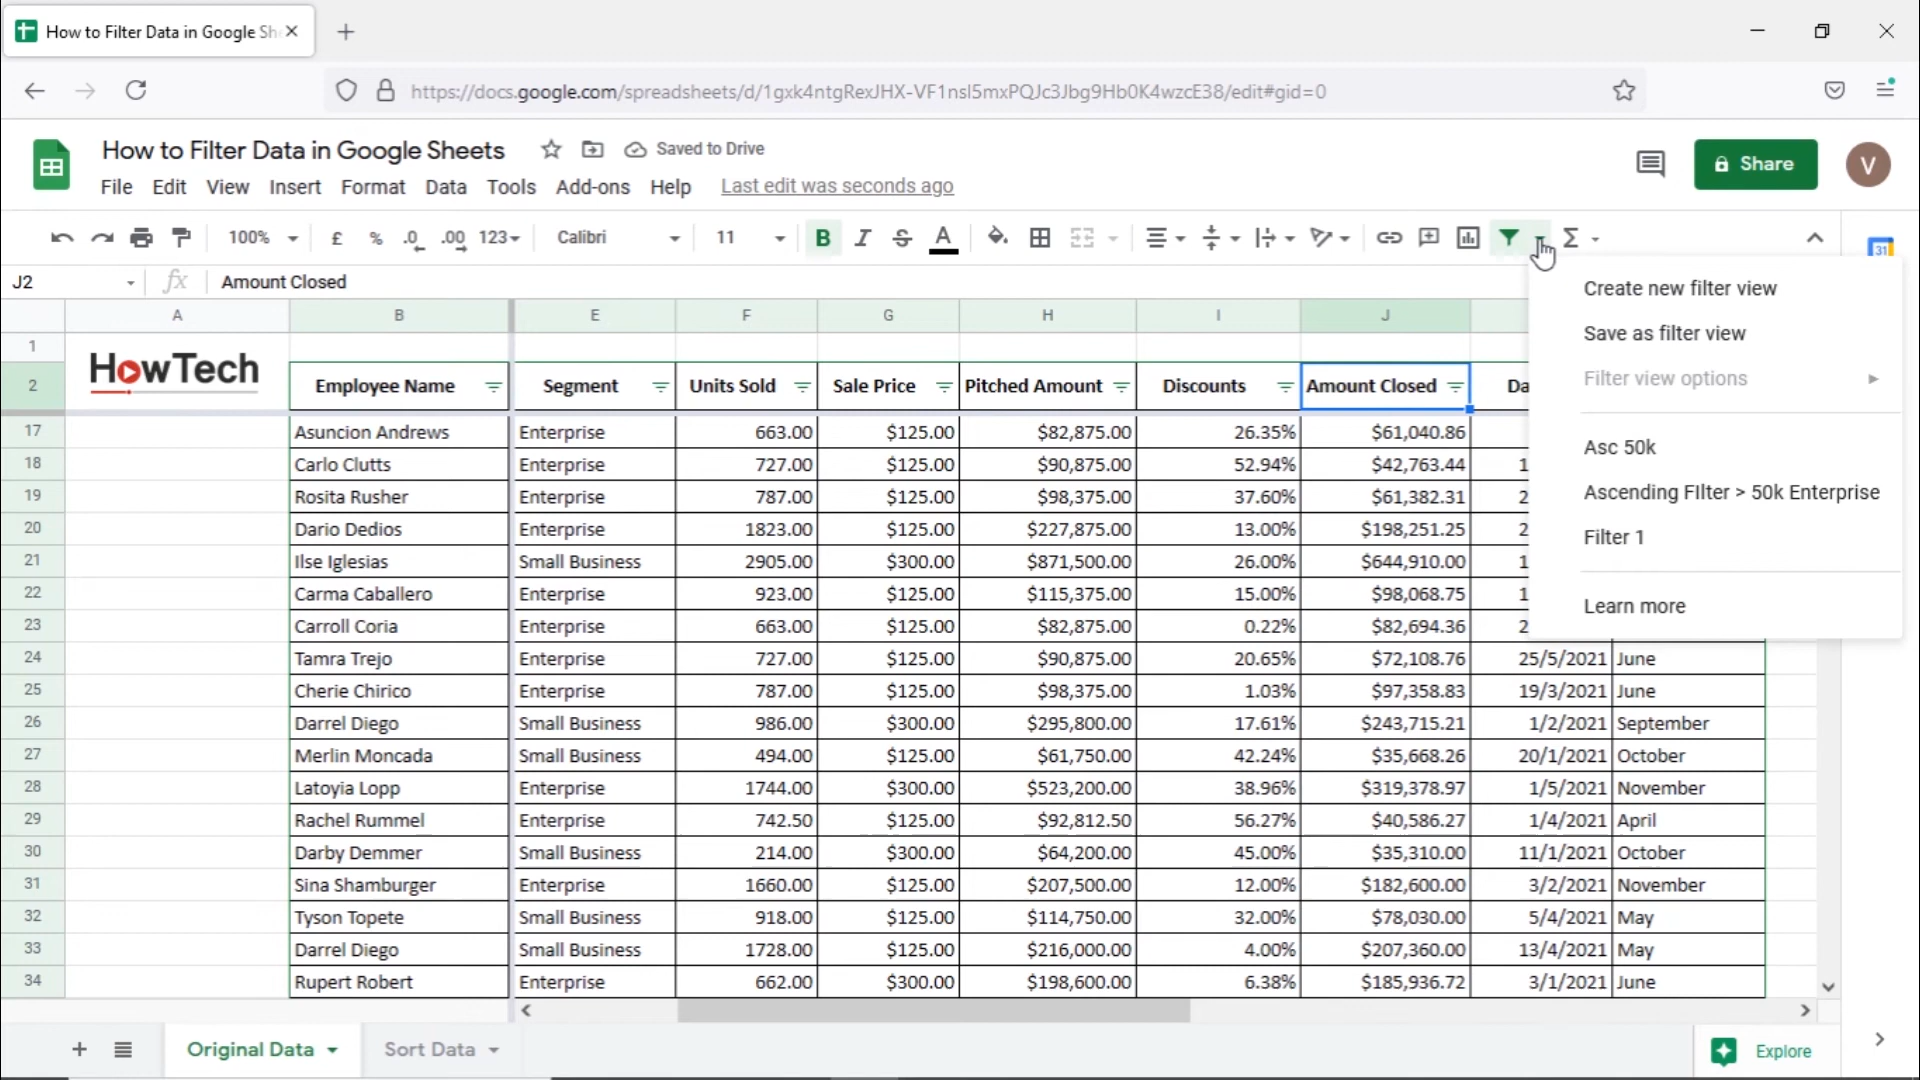 How to Filter Data in Google Sh
https://docs.google.com/spreadsheets/d/1gxk4ntgRexJHX-VF1nsl5mxPQJc3Jbg9Hb0K4wzcE38/edit#gid=0
How to Filter Data in Google Sheets Saved to Drive
File Edit View Insert Format Data Tools Add-ons Help Last edit was seconds ago
Share V
100% £ % .0 .00 123 Calibri 11 B I S A Σ 31
J2 fx Amount Closed
A B E F G H I J
1
HowTech
2 Employee Name Segment Units Sold Sale Price Pitched Amount Discounts Amount Closed Da
17 Asuncion Andrews Enterprise 663.00 $125.00 $82,875.00 26.35% $61,040.86
18 Carlo Clutts Enterprise 727.00 $125.00 $90,875.00 52.94% $42,763.44 1
19 Rosita Rusher Enterprise 787.00 $125.00 $98,375.00 37.60% $61,382.31 2
20 Dario Dedios Enterprise 1823.00 $125.00 $227,875.00 13.00% $198,251.25 2
21 Ilse Iglesias Small Business 2905.00 $300.00 $871,500.00 26.00% $644,910.00 1
22 Carma Caballero Enterprise 923.00 $125.00 $115,375.00 15.00% $98,068.75 1
23 Carroll Coria Enterprise 663.00 $125.00 $82,875.00 0.22% $82,694.36 2
24 Tamra Trejo Enterprise 727.00 $125.00 $90,875.00 20.65% $72,108.76 25/5/2021 June
25 Cherie Chirico Enterprise 787.00 $125.00 $98,375.00 1.03% $97,358.83 19/3/2021 June
26 Darrel Diego Small Business 986.00 $300.00 $295,800.00 17.61% $243,715.21 1/2/2021 September
27 Merlin Moncada Small Business 494.00 $125.00 $61,750.00 42.24% $35,668.26 20/1/2021 October
28 Latoyia Lopp Enterprise 1744.00 $300.00 $523,200.00 38.96% $319,378.97 1/5/2021 November
29 Rachel Rummel Enterprise 742.50 $125.00 $92,812.50 56.27% $40,586.27 1/4/2021 April
30 Darby Demmer Small Business 214.00 $300.00 $64,200.00 45.00% $35,310.00 11/1/2021 October
31 Sina Shamburger Enterprise 1660.00 $125.00 $207,500.00 12.00% $182,600.00 3/2/2021 November
32 Tyson Topete Small Business 918.00 $125.00 $114,750.00 32.00% $78,030.00 5/4/2021 May
33 Darrel Diego Small Business 1728.00 $125.00 $216,000.00 4.00% $207,360.00 13/4/2021 May
34 Rupert Robert Enterprise 662.00 $300.00 $198,600.00 6.38% $185,936.72 3/1/2021 June
Create new filter view
Save as filter view
Filter view options
Asc 50k
Ascending FIlter > 50k Enterprise
Filter 1
Learn more
Original Data Sort Data Explore